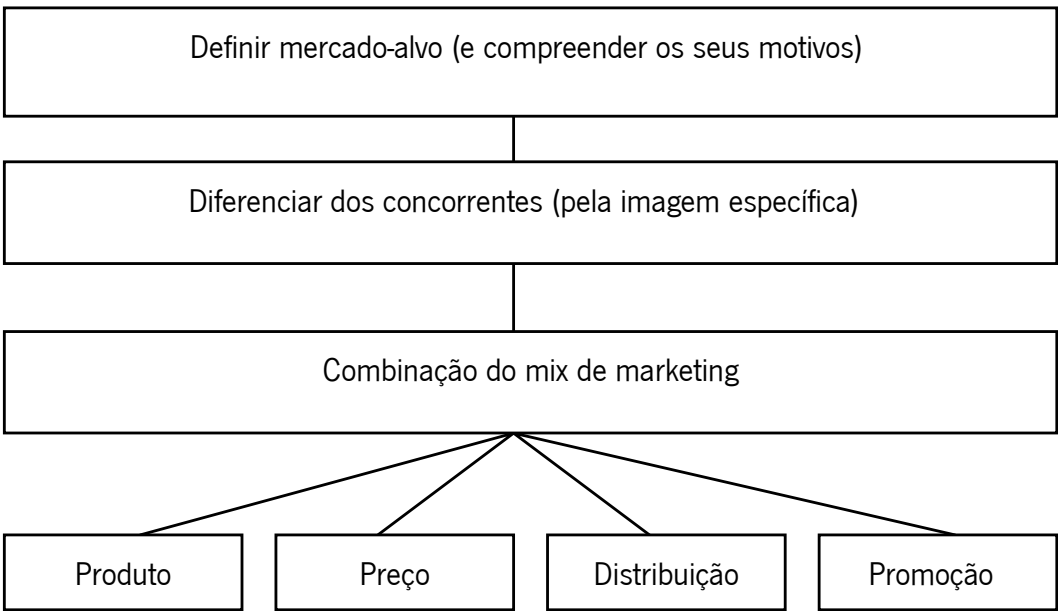 Definir mercado-alvo (e compreender os seus motivos)
Diferenciar dos concorrentes (pela imagem específica)
Combinação do mix de marketing
Produto
Preço
Distribuição
Promoção